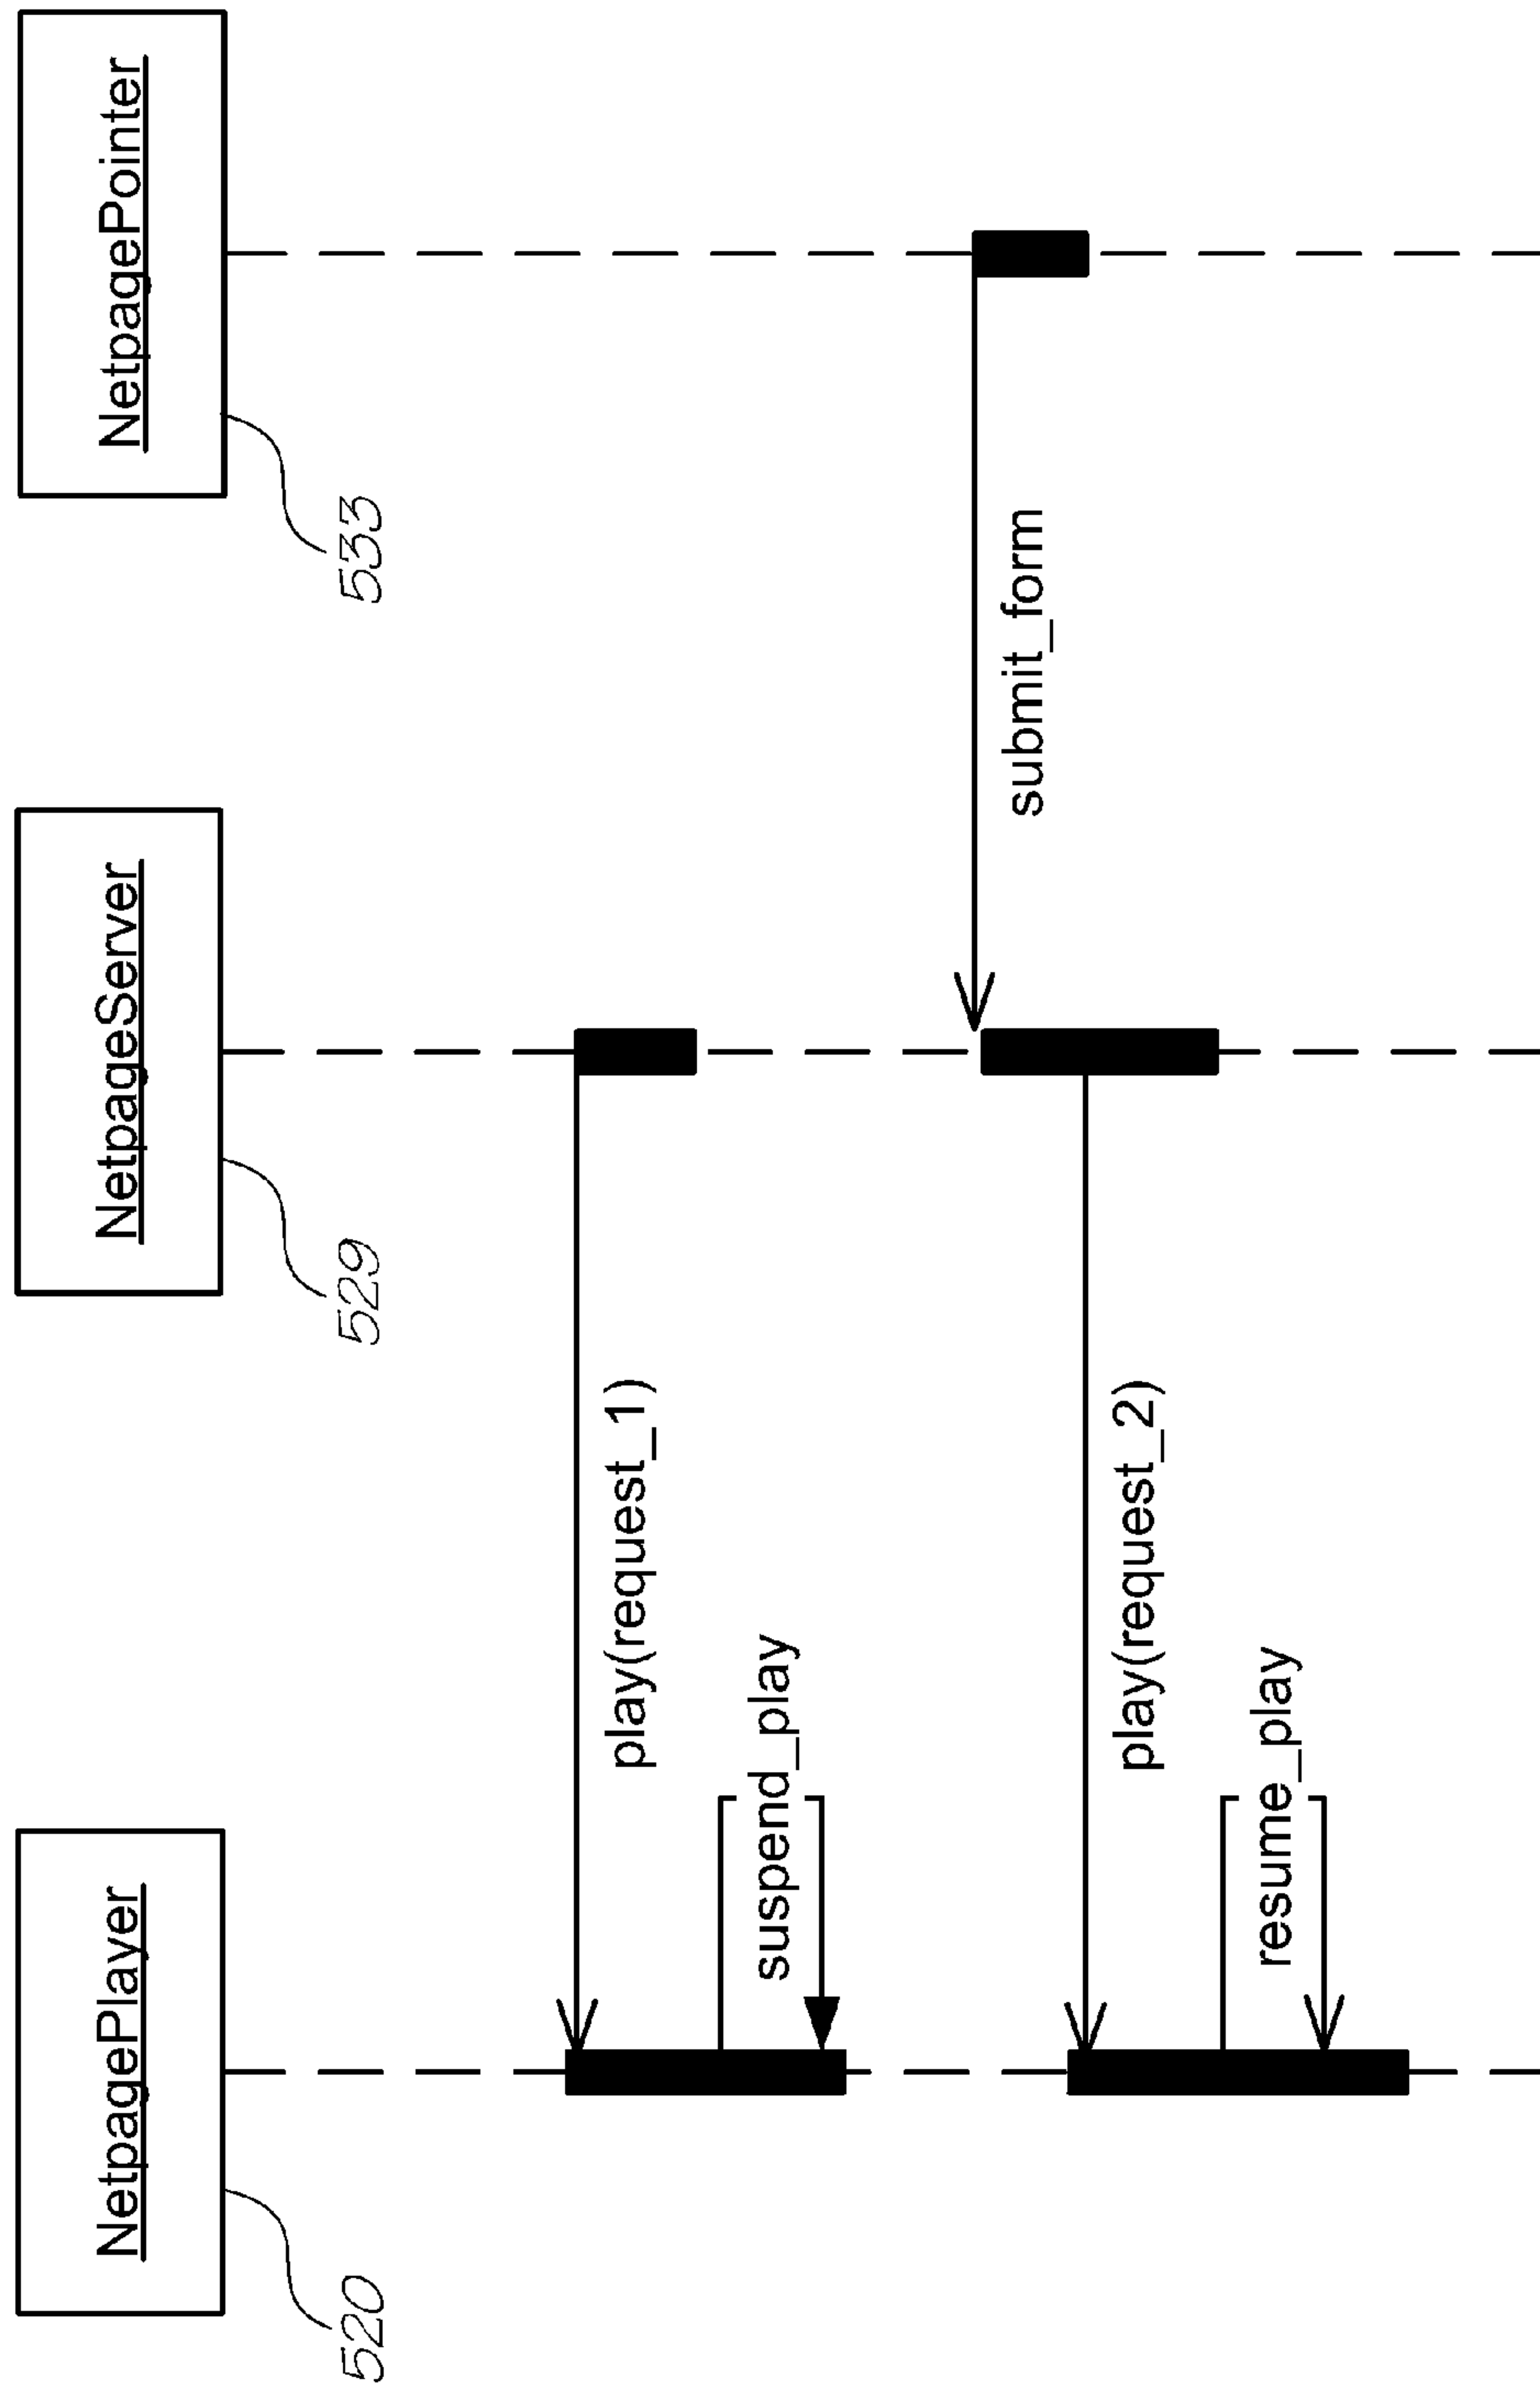 NetpagePlayer
NetpageServer
NetpagePointer
520
529
533
play(request_1)
suspend_play
submit_form
play(request_2)
resume_play